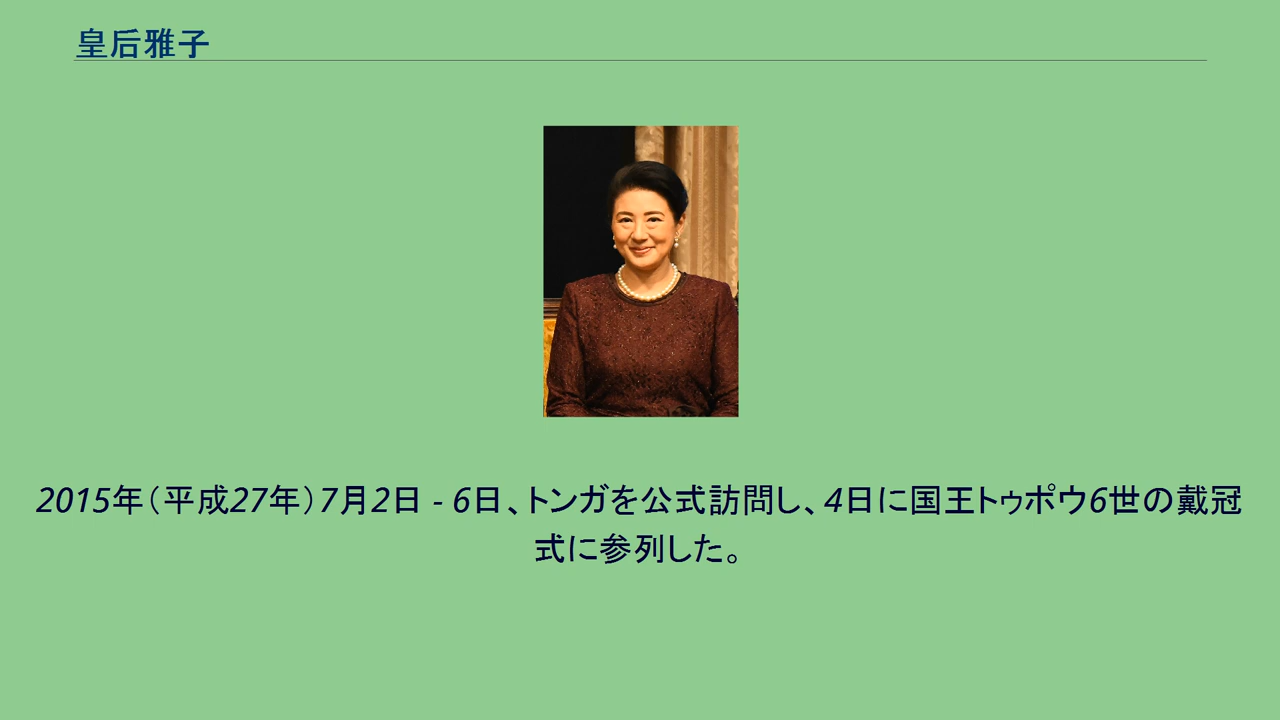 皇后雅子
2015年（平成27年）7月2日 - 6日、トンガを公式訪問し、4日に国王トゥポウ6世の戴冠
式に参列した。